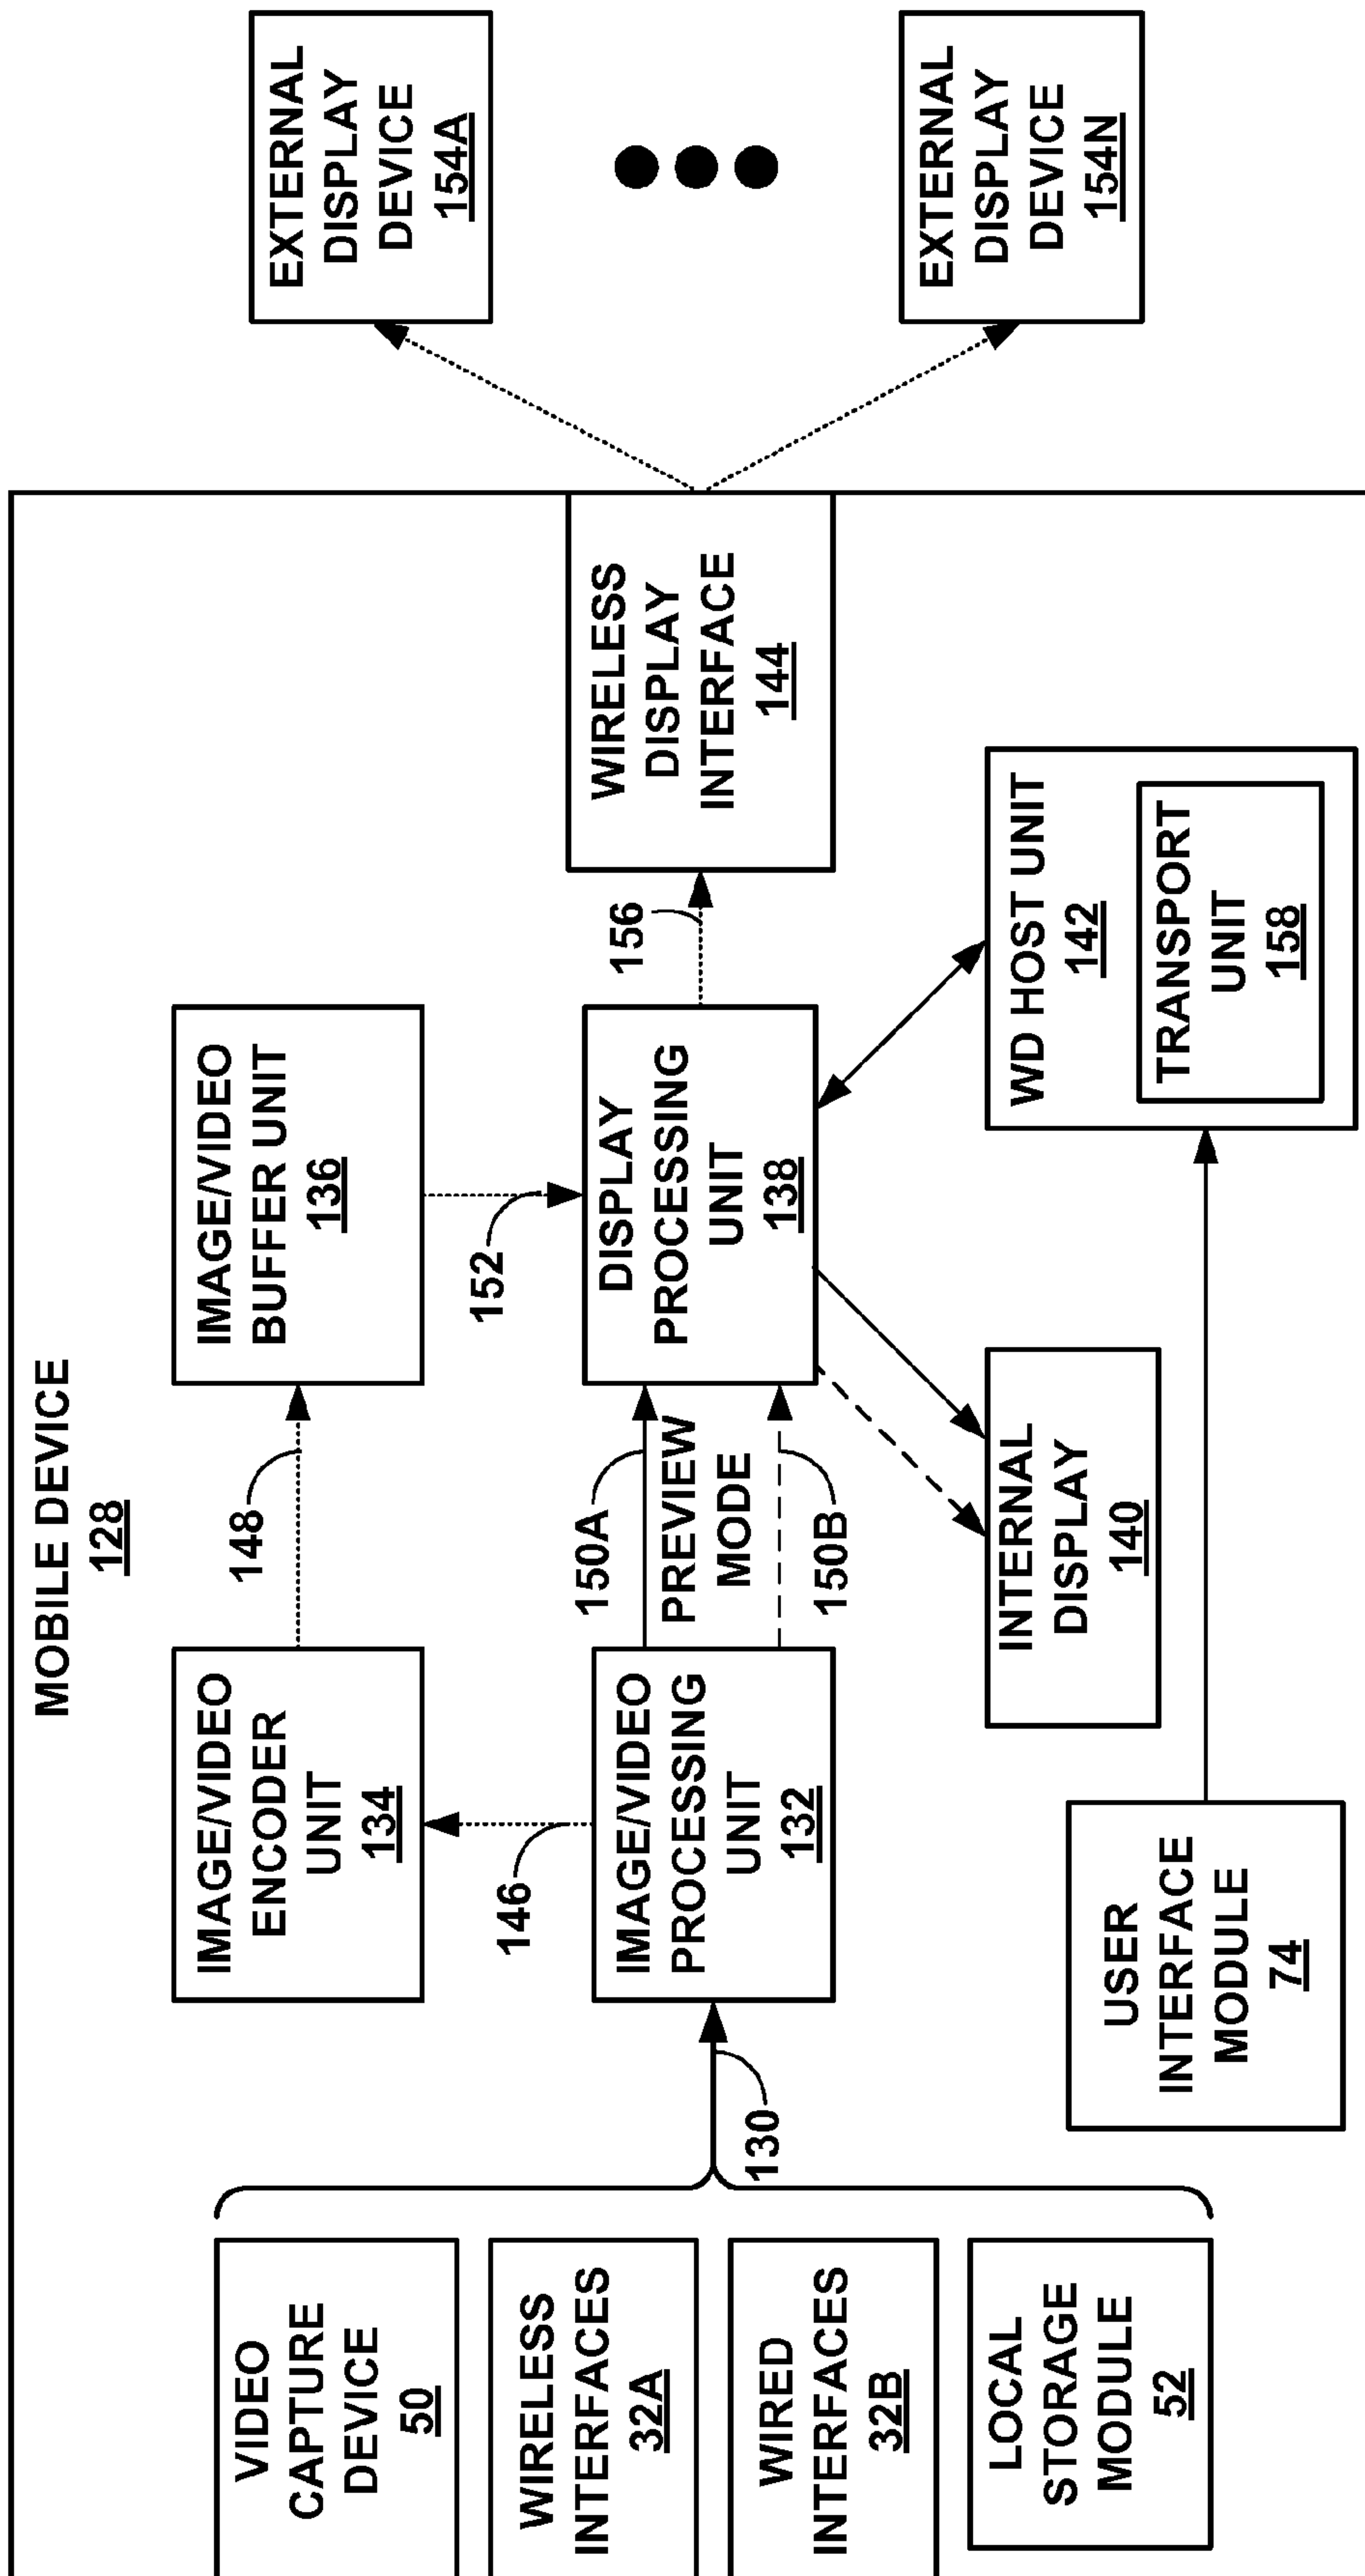 MOBILE DEVICE
128
VIDEO
CAPTURE
DEVICE
50
WIRELESS
INTERFACES
32A
WIRED
INTERFACES
32B
LOCAL
STORAGE
MODULE
52
130
IMAGE/VIDEO
ENCODER
UNIT
134
146
IMAGE/VIDEO
PROCESSING
UNIT
132
USER
INTERFACE
MODULE
74
148
150A
PREVIEW
MODE
150B
INTERNAL
DISPLAY
140
IMAGE/VIDEO
BUFFER UNIT
136
152
DISPLAY
PROCESSING
UNIT
138
156
WD HOST UNIT
142
TRANSPORT
UNIT
158
WIRELESS
DISPLAY
INTERFACE
144
EXTERNAL
DISPLAY
DEVICE
154A
EXTERNAL
DISPLAY
DEVICE
154N